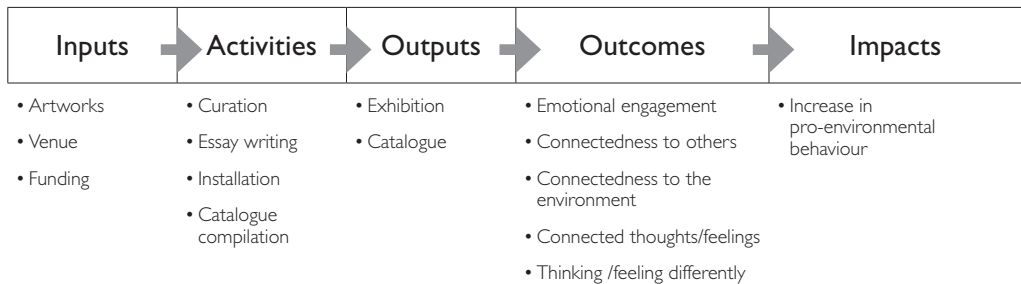 Inputs
Activities
Outputs
Outcomes
Impacts
• Artworks
• Venue
• Funding
• Curation
• Essay writing
• Installation
• Catalogue
compilation
• Exhibition
• Catalogue
• Emotional engagement
• Connectedness to others
• Connectedness to the
environment
• Connected thoughts/feelings
• Thinking /feeling differently
• Increase in
pro-environmental
behaviour